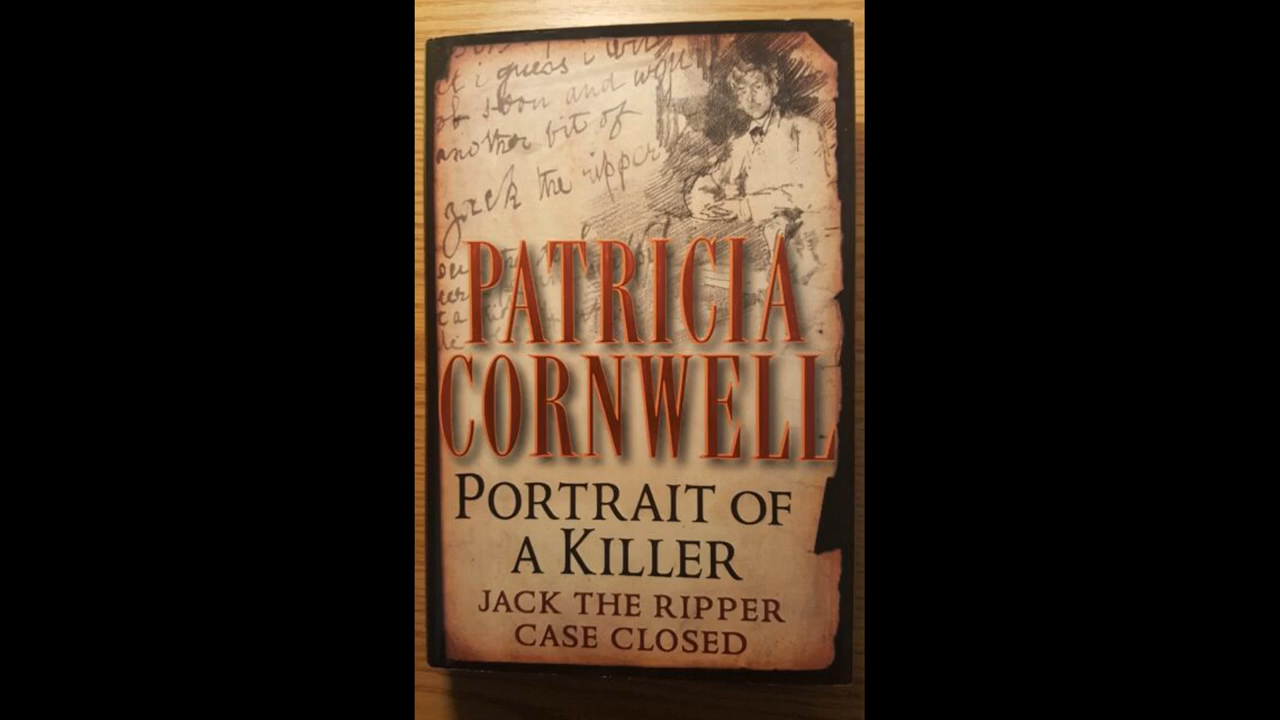 ct i guess i
of soon and
another bit of
Jack the ripper
PATRICIA
CORNWELL
PORTRAIT OF
A KILLER
JACK THE RIPPER
CASE CLOSED